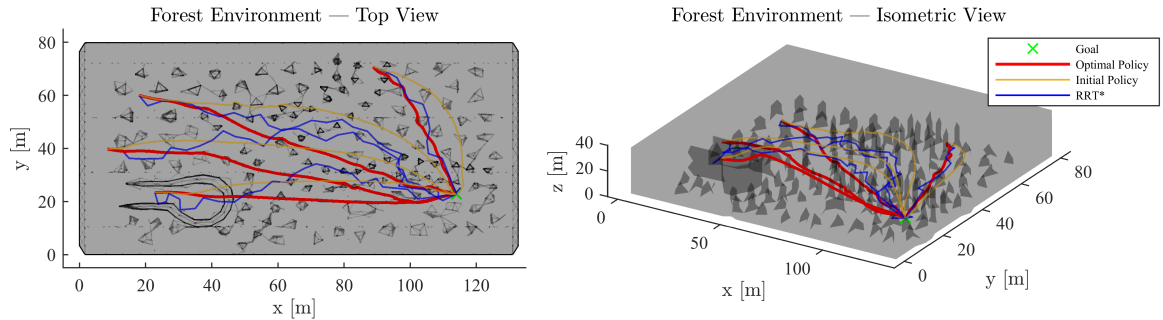 Forest Environment — Top View
80
60
40
20
0
y [m]
0
20
40
60
80
100
120
x [m]
Forest Environment — Isometric View
Goal
Optimal Policy
Initial Policy
RRT*
40
20
0
z [m]
0
50
100
x [m]
0
20
40
60
80
y [m]